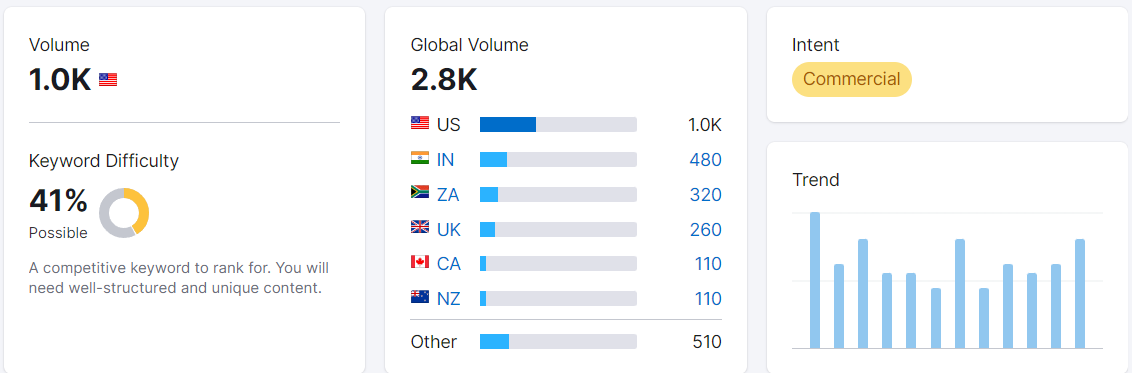 Volume
1.0K
Keyword Difficulty
41%
Possible
A competitive keyword to rank for. You will
need well-structured and unique content.
Global Volume
2.8K
US 1.0K
IN 480
ZA 320
UK 260
CA 110
NZ 110
Other 510
Intent
Commercial
Trend